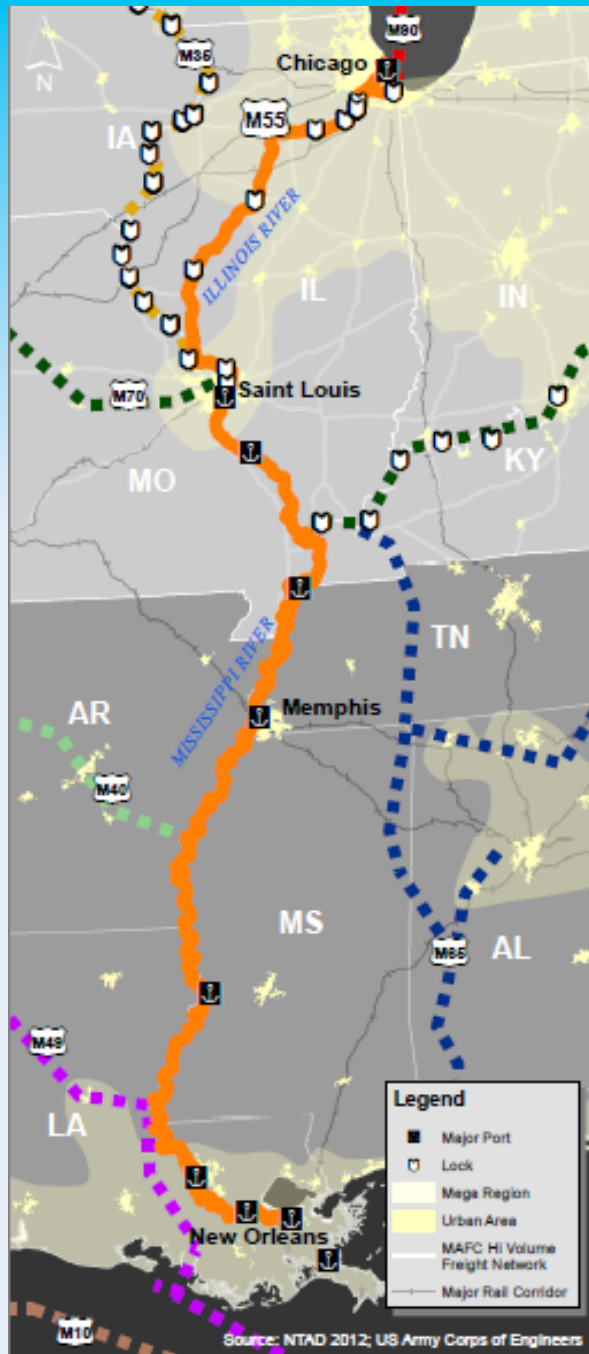 M90
M35
Chicago
N
M55
IA
ILLINOIS RIVER
IL
IN
M70
Saint Louis
MO
KY
MISSISSIPPI RIVER
TN
AR
Memphis
M40
MS
AL
M65
M49
LA
New Orleans
M10
Legend
Major Port
Lock
Mega Region
Urban Area
MAFC Hi Volume
Freight Network
Major Rail Corridor
Source: NTAD 2012; US Army Corps of Engineers